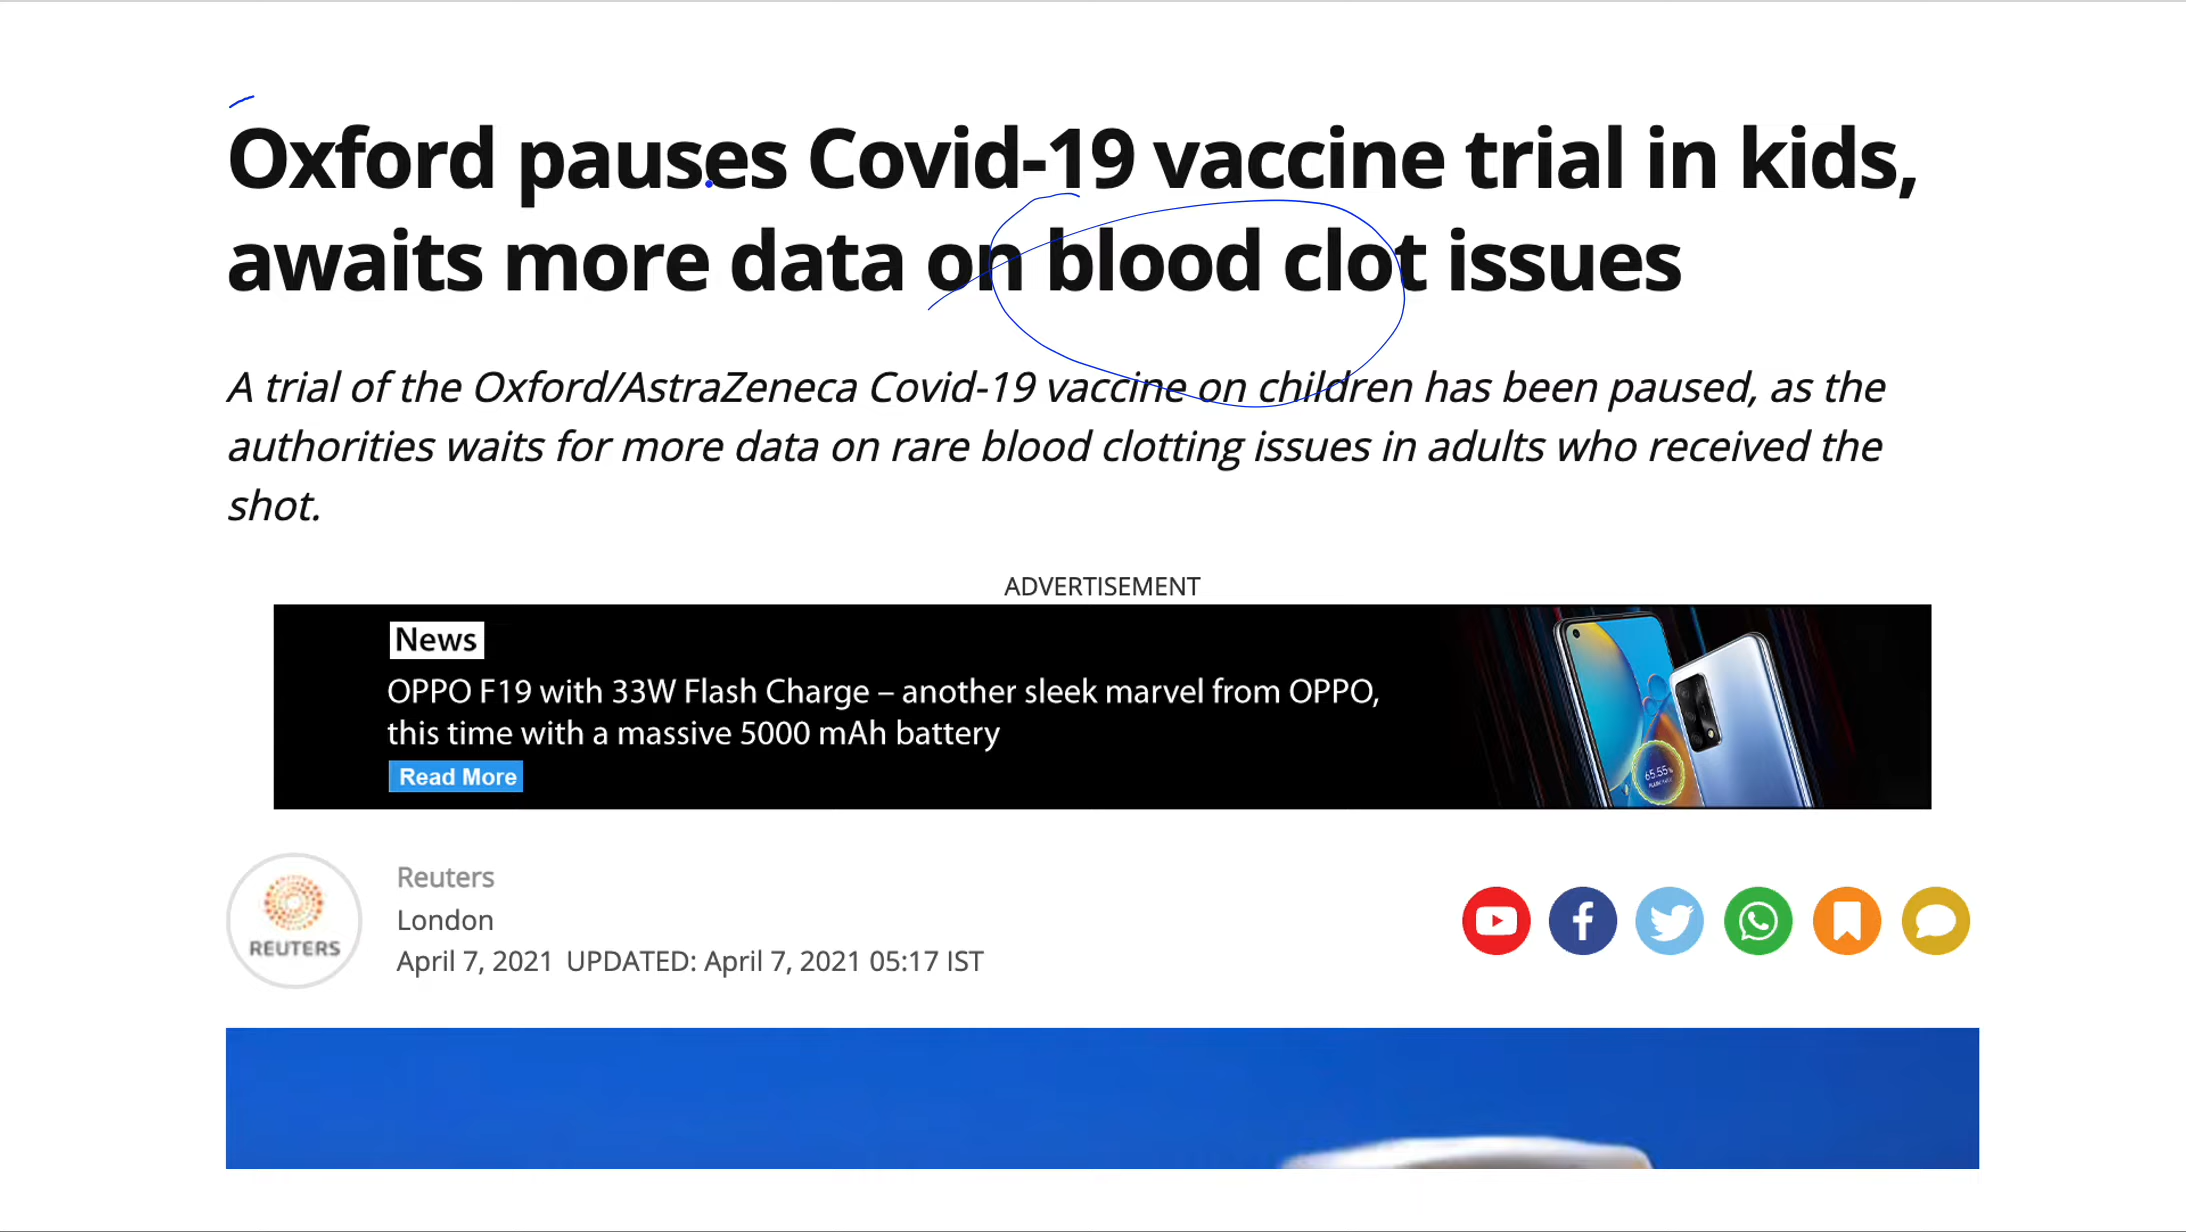 Oxford pauses Covid-19 vaccine trial in kids,
awaits more data on blood clot issues
A trial of the Oxford/AstraZeneca Covid-19 vaccine on children has been paused, as the
authorities waits for more data on rare blood clotting issues in adults who received the
shot.
ADVERTISEMENT
News
OPPO F19 with 33W Flash Charge – another sleek marvel from OPPO,
this time with a massive 5000 mAh battery
Read More
65.55%
REUTERS
Reuters
London
April 7, 2021 UPDATED: April 7, 2021 05:17 IST